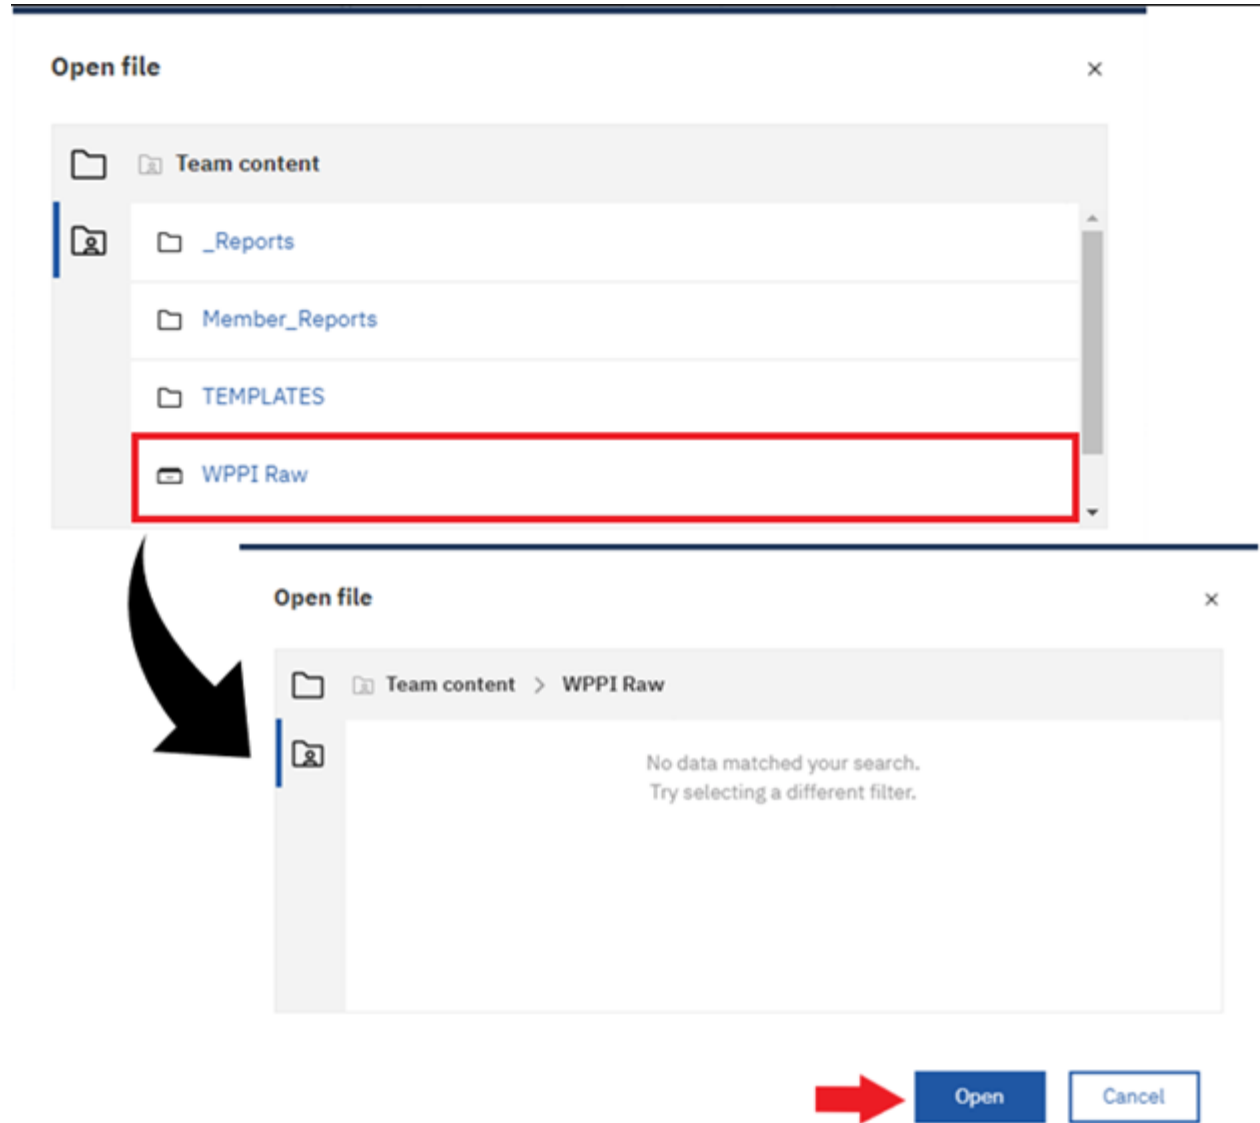 Open file
Team content
_Reports
Member_Reports
TEMPLATES
WPPI Raw
Open file
Team content > WPPI Raw
No data matched your search.
Try selecting a different filter.
Open
Cancel